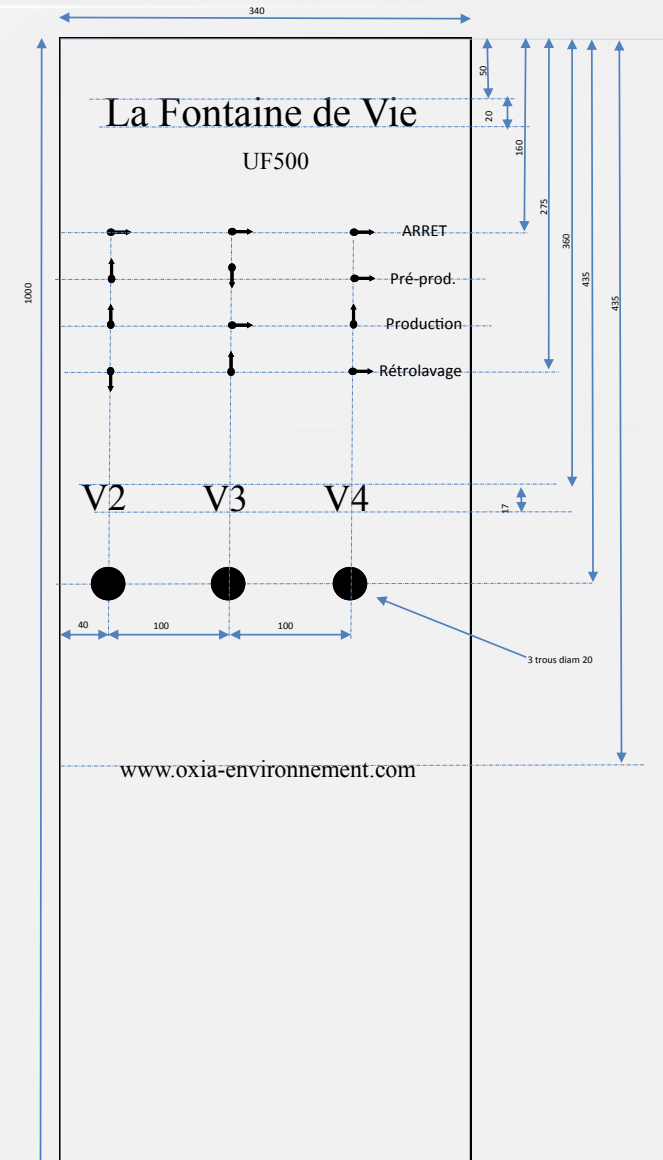 340
50
La Fontaine de Vie
20
UF500
160
275
360
435
435
1000
ARRET
Pré-prod.
Production
Rétrolavage
V2 V3 V4
17
40 100 100
3 trous diam 20
www.oxia-environnement.com